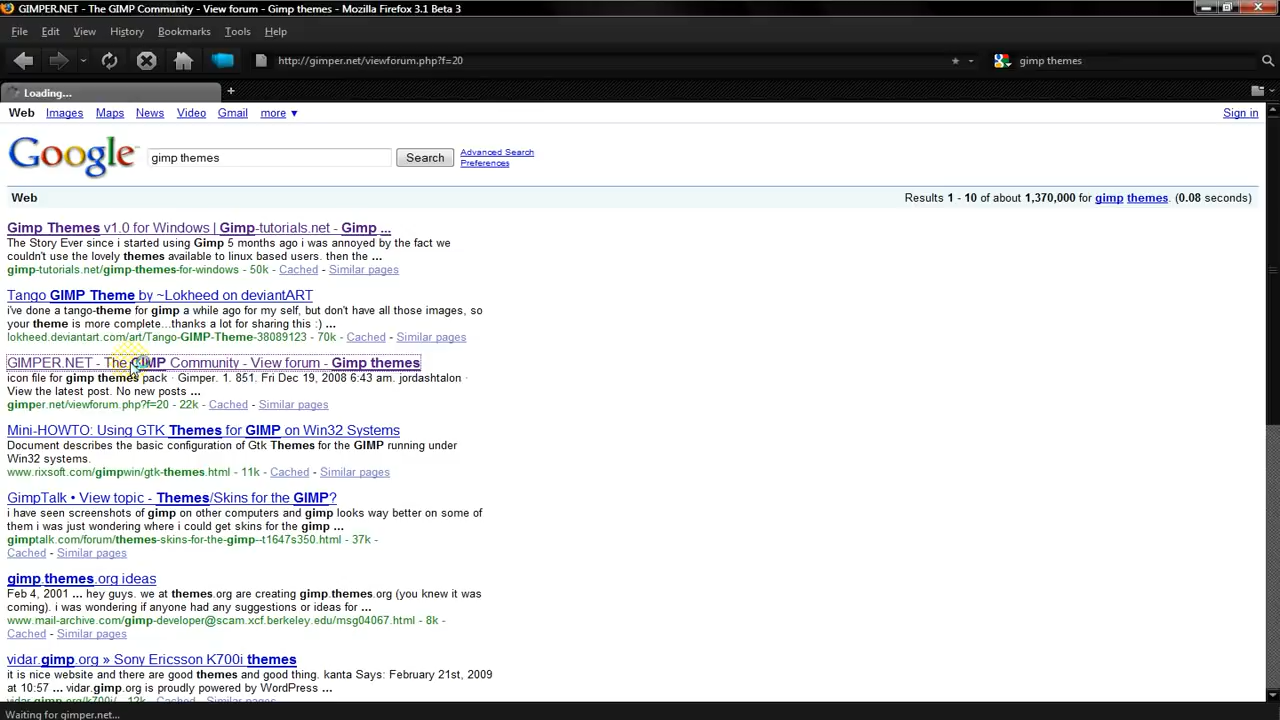 GIMPER.NET - The GIMP Community - View forum - Gimp themes - Mozilla Firefox 3.1 Beta 3
File Edit View History Bookmarks Tools Help
http://gimper.net/viewforum.php?f=20 gimp themes
Loading...
Web Images Maps News Video Gmail more ▼ Sign in
Google gimp themes Search Advanced Search
Preferences
Web Results 1 - 10 of about 1,370,000 for gimp themes. (0.08 seconds)
Gimp Themes v1.0 for Windows | Gimp-tutorials.net - Gimp ...
The Story Ever since i started using Gimp 5 months ago i was annoyed by the fact we
couldn't use the lovely themes available to linux based users. then the ...
gimp-tutorials.net/gimp-themes-for-windows - 50k - Cached - Similar pages
Tango GIMP Theme by ~Lokheed on deviantART
i've done a tango-theme for gimp a while ago for my self, but don't have all those images, so
your theme is more complete...thanks a lot for sharing this :) ...
lokheed.deviantart.com/art/Tango-GIMP-Theme-38089123 - 70k - Cached - Similar pages
GIMPER.NET - The GIMP Community - View forum - Gimp themes
icon file for gimp themes pack · Gimper. 1. 851. Fri Dec 19, 2008 6:43 am. jordashtalon ·
View the latest post. No new posts ...
gimper.net/viewforum.php?f=20 - 22k - Cached - Similar pages
Mini-HOWTO: Using GTK Themes for GIMP on Win32 Systems
Document describes the basic configuration of Gtk Themes for the GIMP running under
Win32 systems.
www.rixsoft.com/gimpwin/gtk-themes.html - 11k - Cached - Similar pages
GimpTalk • View topic - Themes/Skins for the GIMP?
i have seen screenshots of gimp on other computers and gimp looks way better on some of
them i was just wondering where i could get skins for the gimp ...
gimptalk.com/forum/themes-skins-for-the-gimp--t1647s350.html - 37k -
Cached - Similar pages
gimp.themes.org ideas
Feb 4, 2001 ... hey guys. we at themes.org are creating gimp.themes.org (you knew it was
coming). i was wondering if anyone had any suggestions or ideas for ...
www.mail-archive.com/gimp-developer@scam.xcf.berkeley.edu/msg04067.html - 8k -
Cached - Similar pages
vidar.gimp.org » Sony Ericsson K700i themes
it is nice website and there are good themes and good thing. kanta Says: February 21st, 2009
at 10:57 ... vidar.gimp.org is proudly powered by WordPress ...
vidar.gimp.org/k700i/ - 12k - Cached - Similar pages
Waiting for gimper.net...